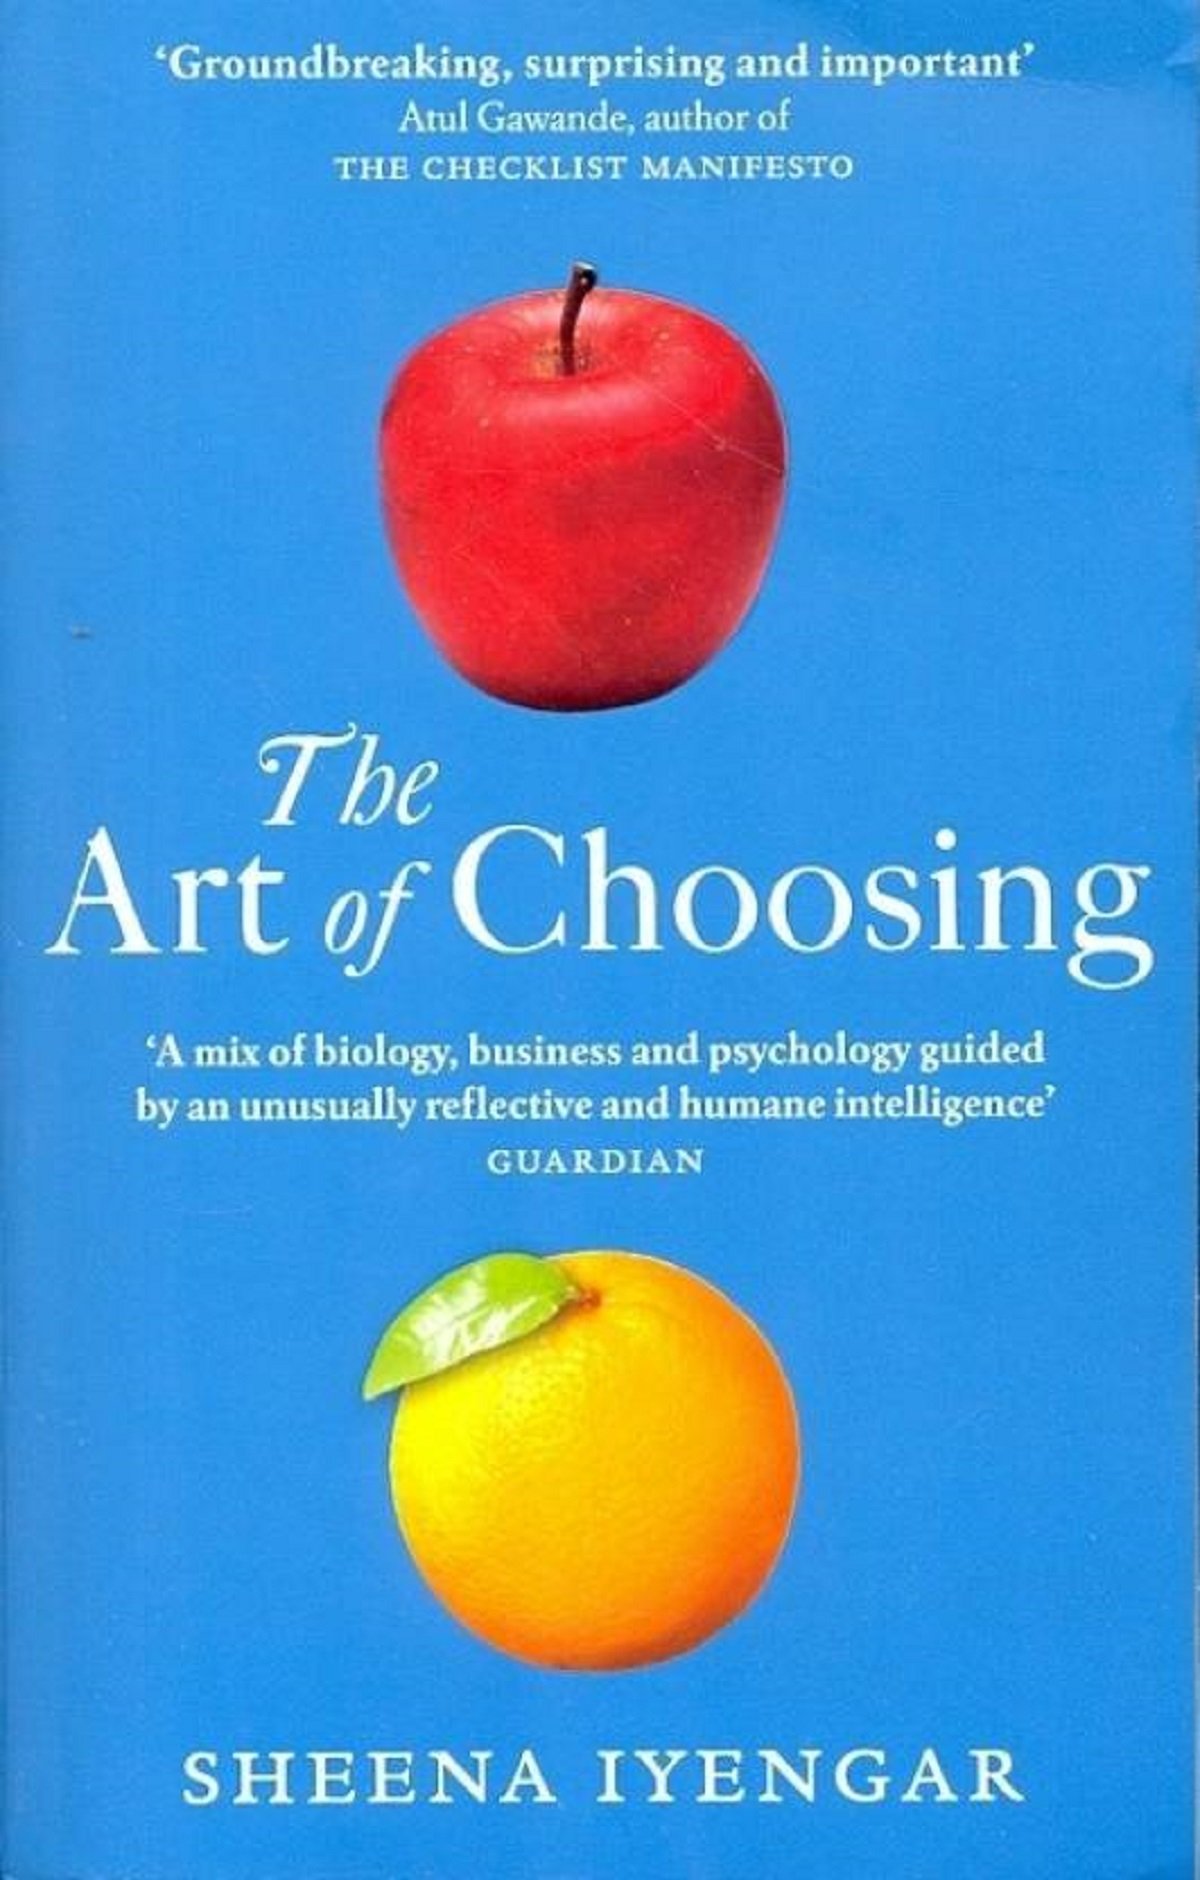 ‘Groundbreaking, surprising and important’
Atul Gawande, author of
THE CHECKLIST MANIFESTO
The
Art of Choosing
‘A mix of biology, business and psychology guided
by an unusually reflective and humane intelligence’
GUARDIAN
SHEENA IYENGAR